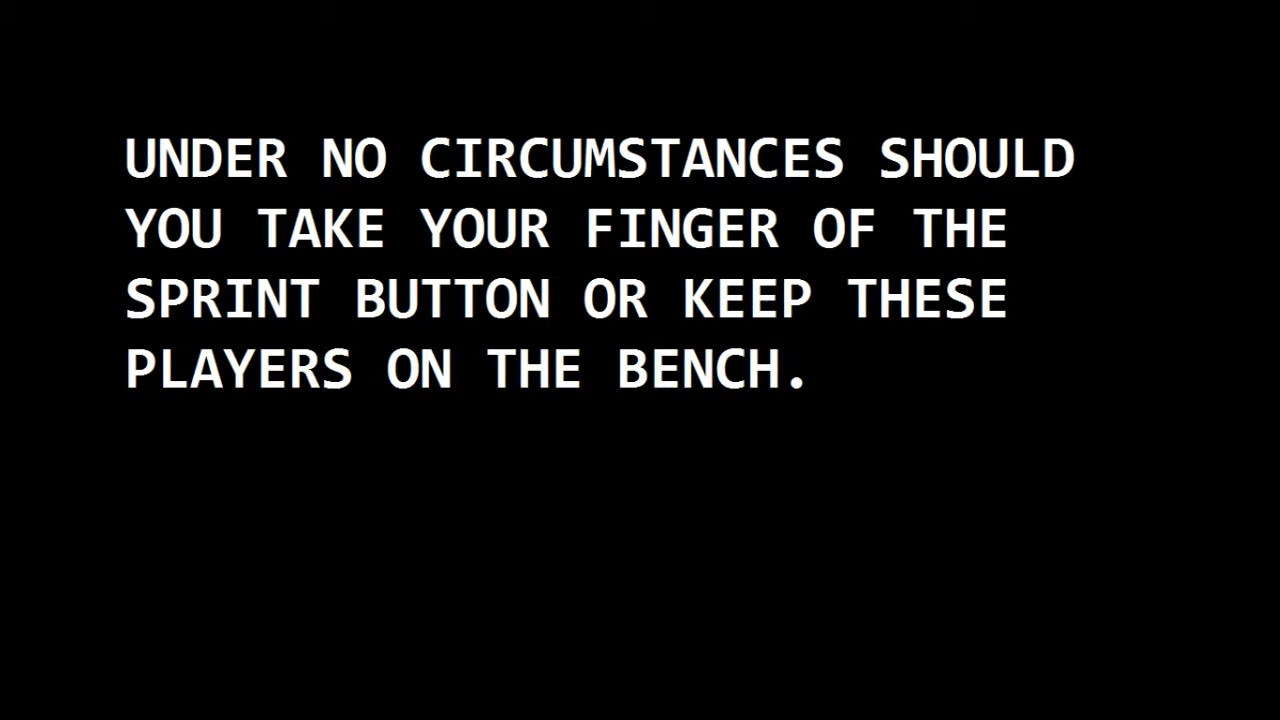 UNDER NO CIRCUMSTANCES SHOULD
YOU TAKE YOUR FINGER OF THE
SPRINT BUTTON OR KEEP THESE
PLAYERS ON THE BENCH.